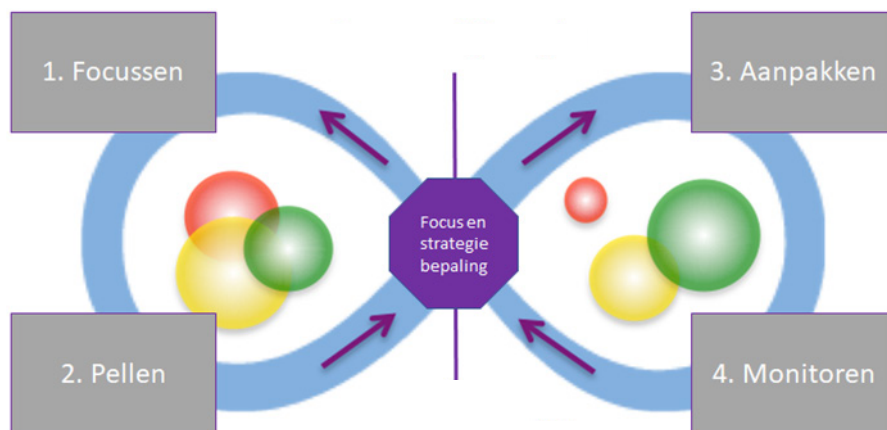 1. Focussen
3. Aanpakken
Focus en
strategie
bepaling
2. Pellen
4. Monitoren